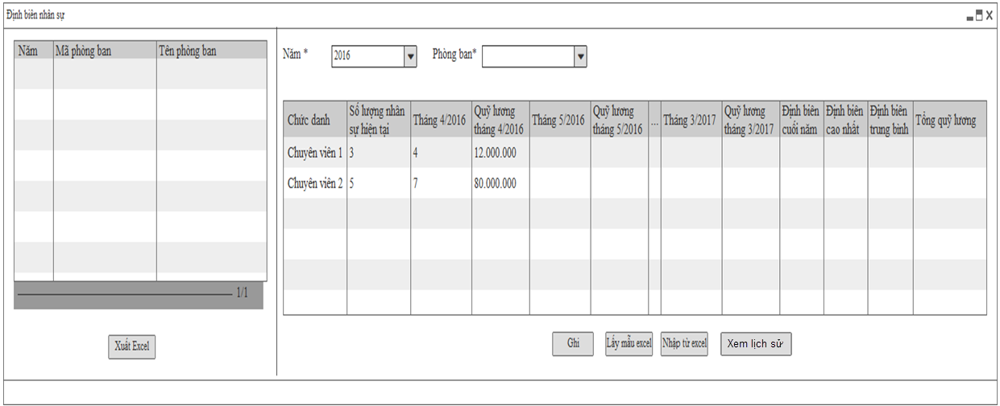 Định biên nhân sự
Năm Mã phòng ban Tên phòng ban
1/1
Xuất Excel
Năm * 2016 Phòng ban*
Chức danh Số lượng nhân sự hiện tại Tháng 4/2016 Quỹ lương tháng 4/2016 Tháng 5/2016 Quỹ lương tháng 5/2016 ... Tháng 3/2017 Quỹ lương tháng 3/2017 Định biên cuối năm Định biên cao nhất Định biên trung bình Tổng quỹ lương
Chuyên viên 1 3 4 12.000.000
Chuyên viên 2 5 7 80.000.000
Ghi Lấy mẫu excel Nhập từ excel Xem lịch sử